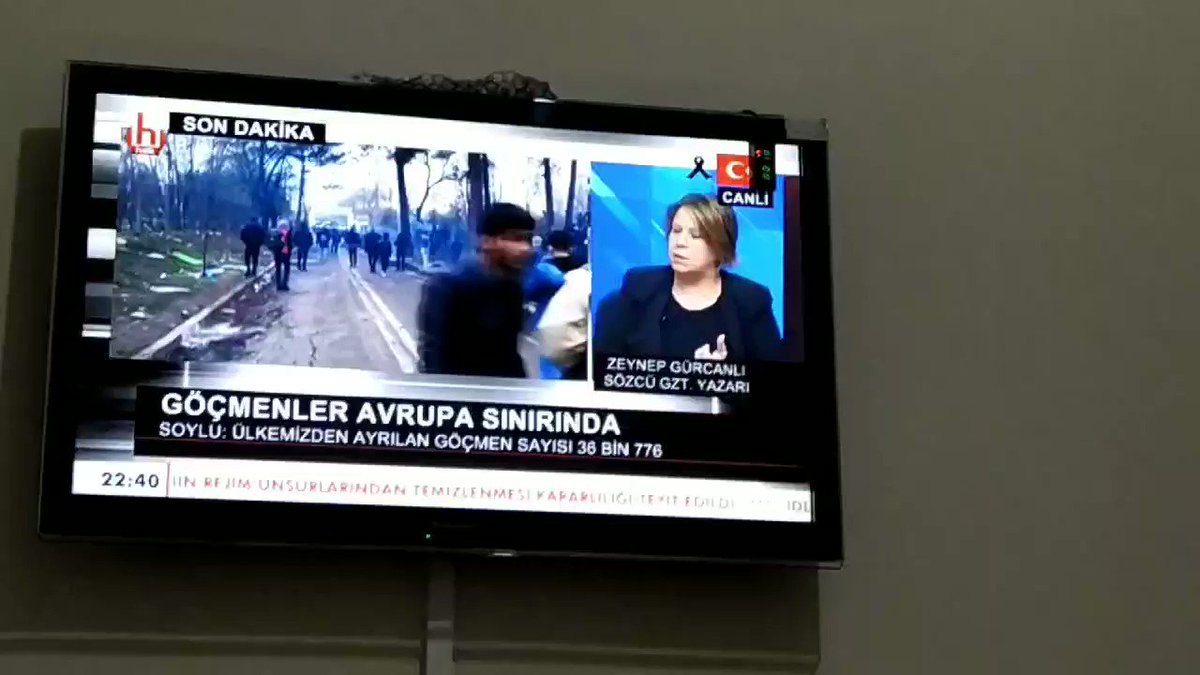 h
SON DAKİKA
CANLI
ZEYNEP GÜRCANLI
SÖZCÜ GZT. YAZARI
GÖÇMENLER AVRUPA SINIRINDA
SOYLU: ÜLKEMİZDEN AYRILAN GÖÇMEN SAYISI 36 BİN 776
22:40
REJİM UNSURLARINDAN TEMİZLENMESİ KARARLILIĞI TEYİT EDİLDİ